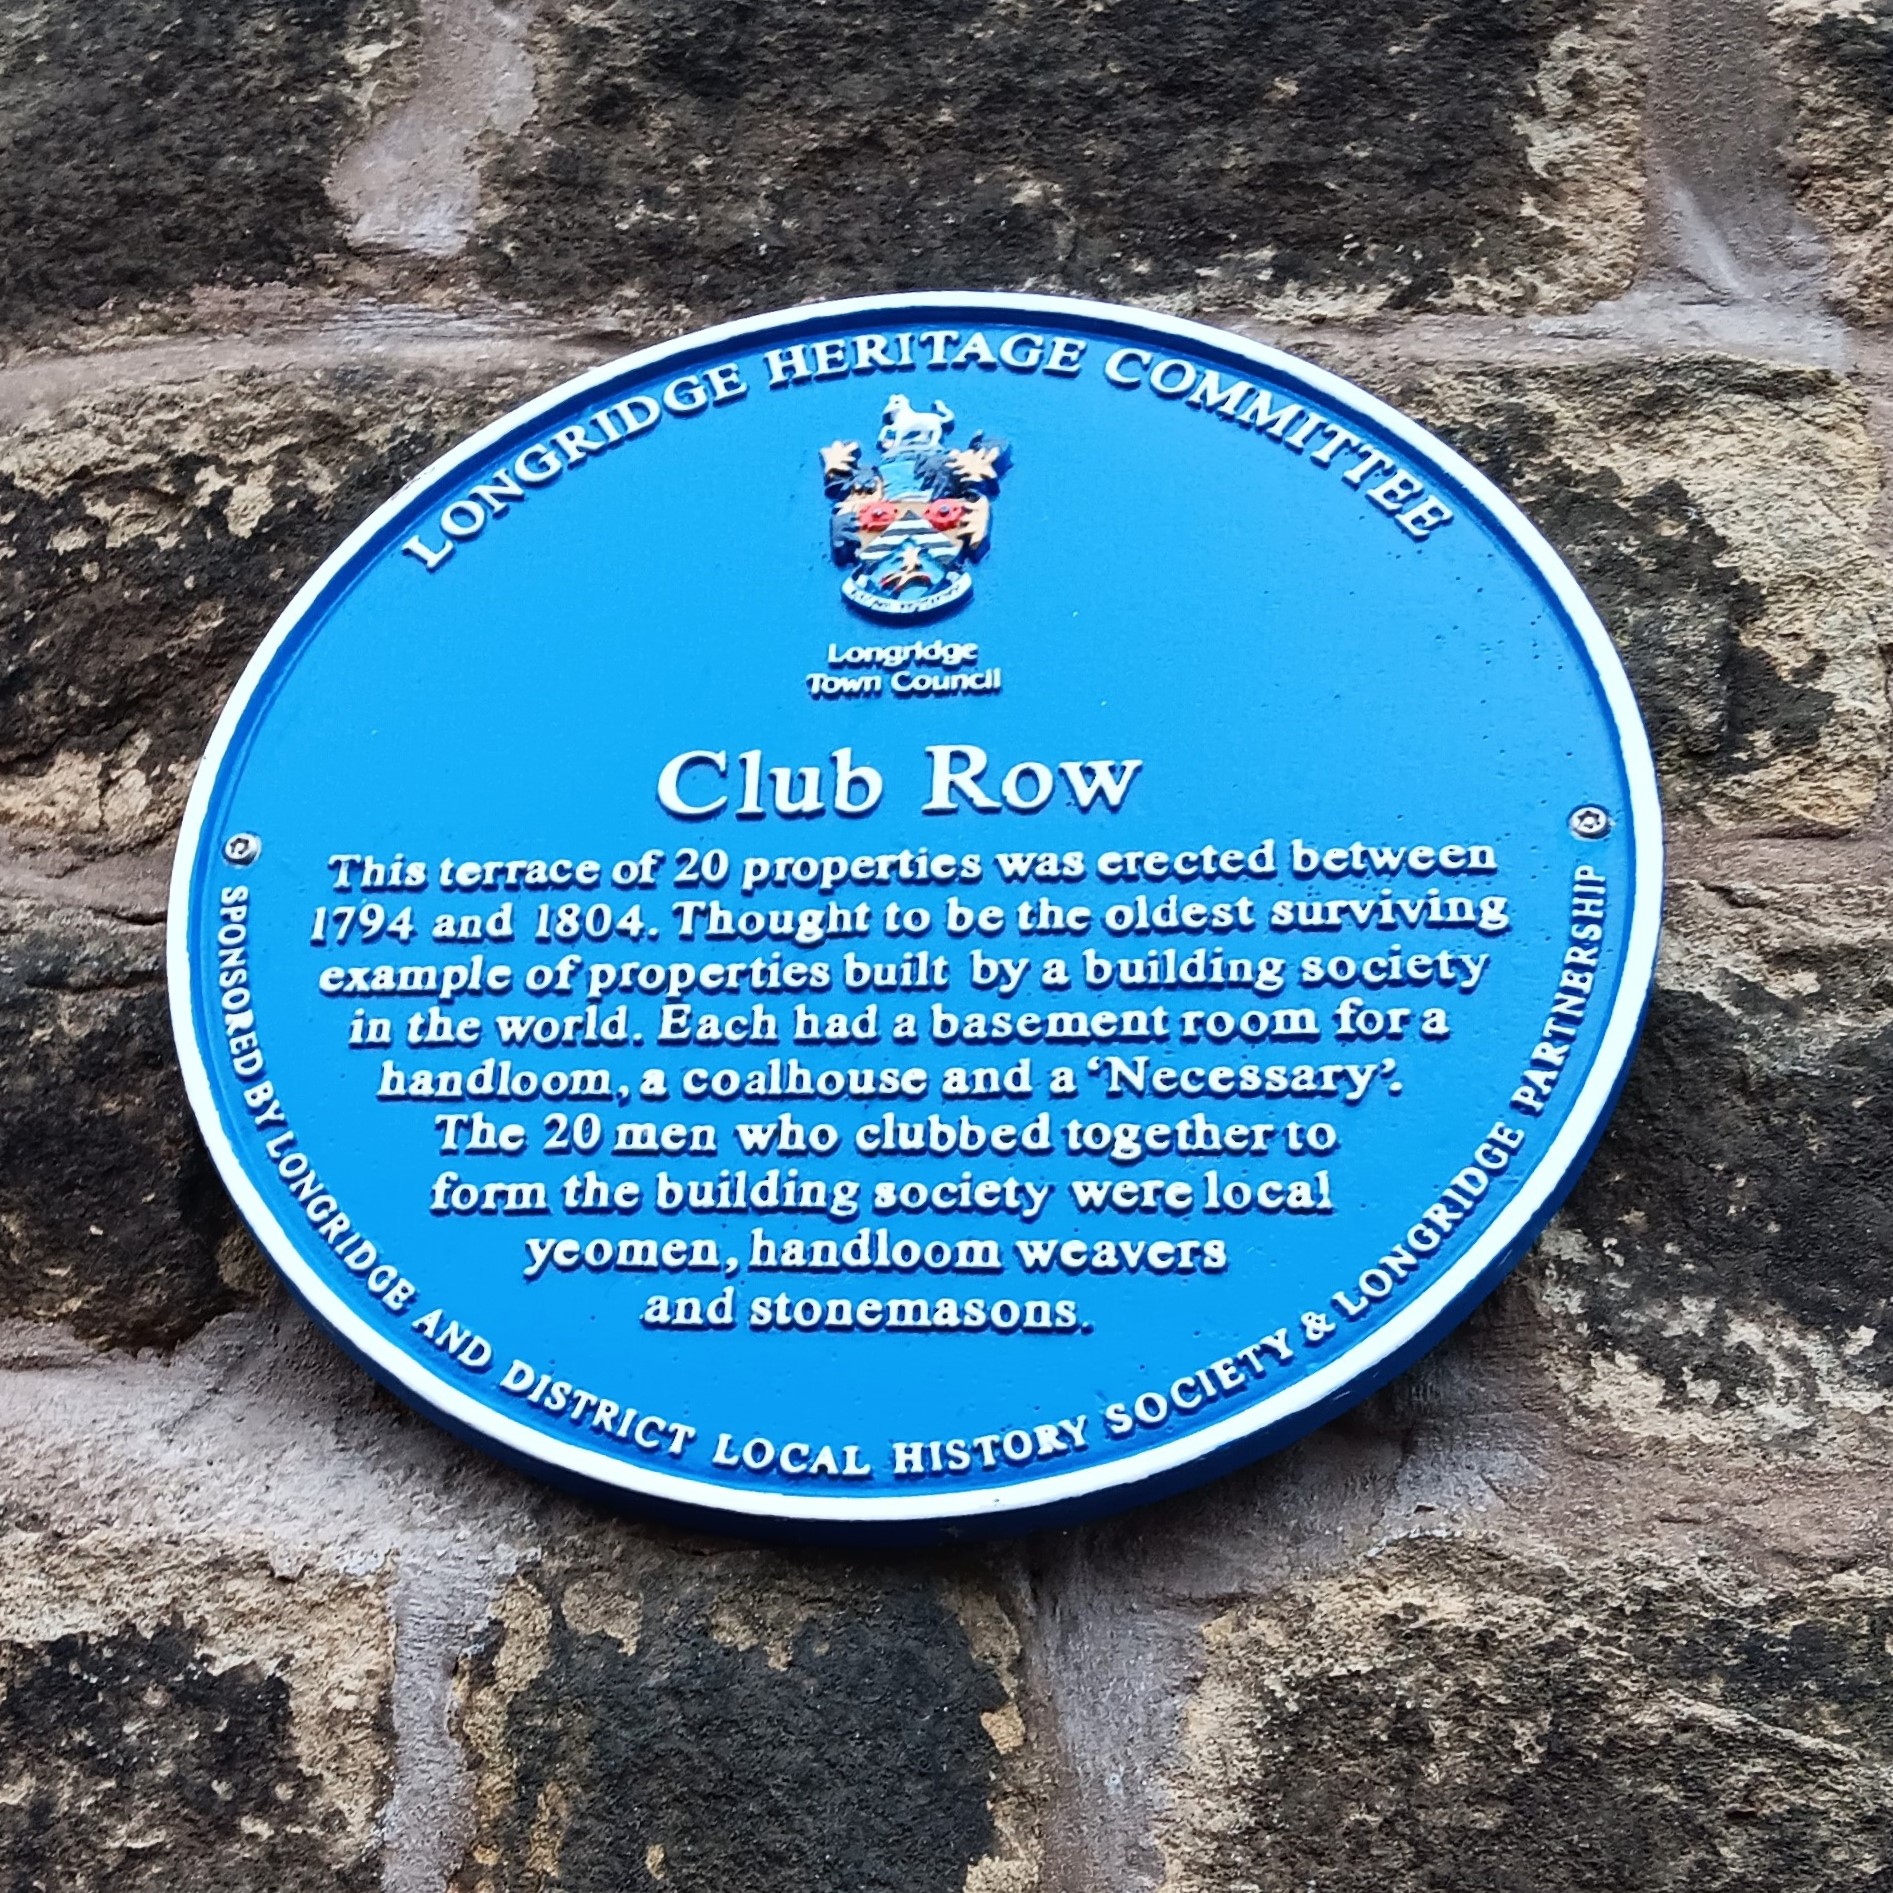 LONGRIDGE HERITAGE COMMITTEE
Longridge
Town Council
Club Row
This terrace of 20 properties was erected between
1794 and 1804. Thought to be the oldest surviving
example of properties built by a building society
in the world. Each had a basement room for a
handloom, a coalhouse and a ‘Necessary’.
The 20 men who clubbed together to
form the building society were local
yeomen, handloom weavers
and stonemasons.
SPONSORED BY LONGRIDGE AND DISTRICT LOCAL HISTORY SOCIETY & LONGRIDGE PARTNERSHIP